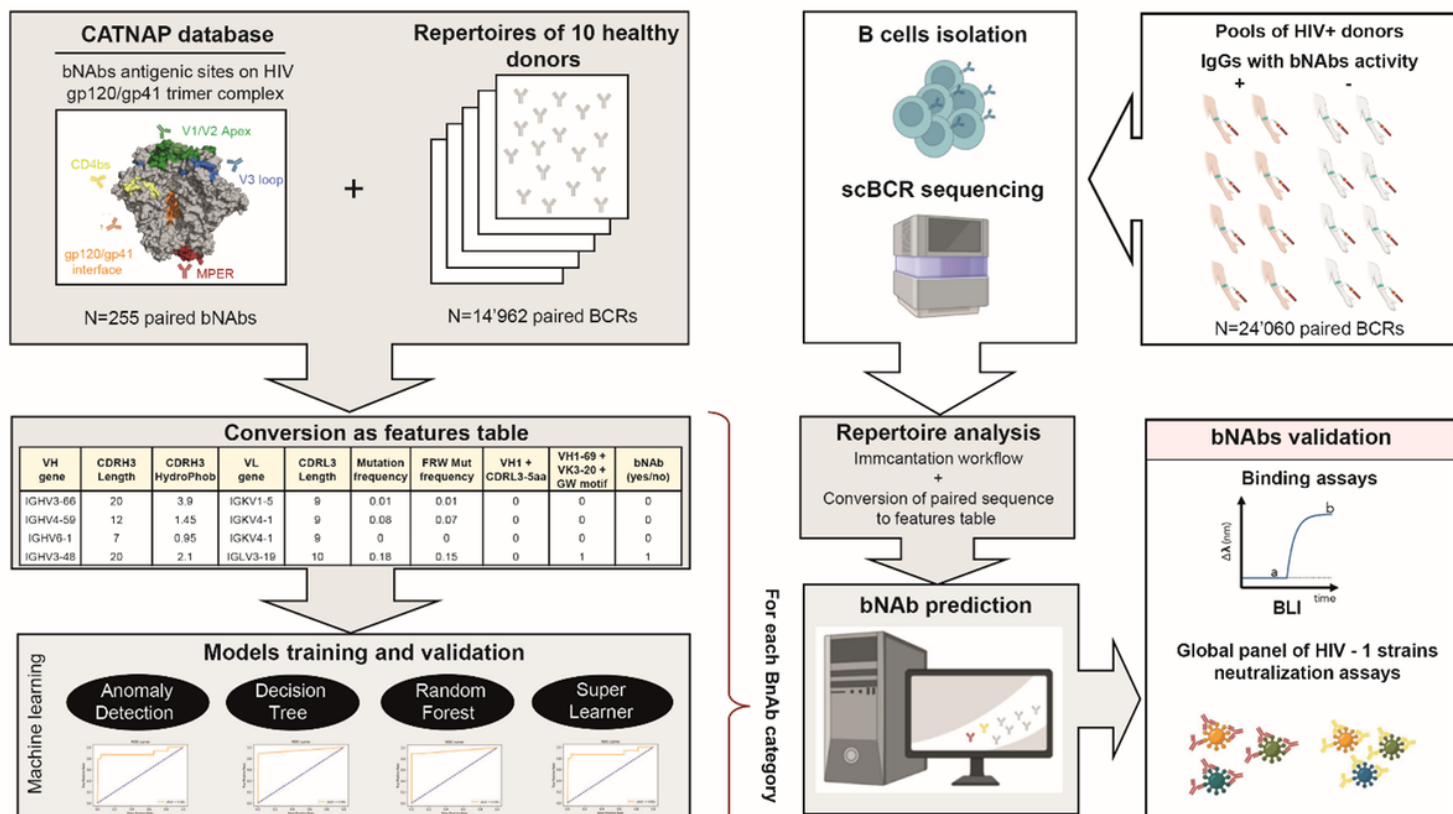 CATNAP database
bNAbs antigenic sites on HIV
gp120/gp41 trimer complex
V1/V2 Apex
CD4bs
V3 loop
gp120/gp41
interface
MPER
N=255 paired bNAbs
+
Repertoires of 10 healthy
donors
N=14'962 paired BCRs
Conversion as features table
VH gene | CDRH3 Length | CDRH3 HydroPhob | VL gene | CDRL3 Length | Mutation frequency | FRW Mut frequency | VH1 + CDRL3-5aa | VH1-69 + VK3-20 + GW motif | bNAb (yes/no)
IGHV3-66 | 20 | 3.9 | IGKV1-5 | 9 | 0.01 | 0.01 | 0 | 0 | 0
IGHV4-59 | 12 | 1.45 | IGKV4-1 | 9 | 0.08 | 0.07 | 0 | 0 | 0
IGHV6-1 | 7 | 0.95 | IGKV4-1 | 9 | 0 | 0 | 0 | 0 | 0
IGHV3-48 | 20 | 2.1 | IGLV3-19 | 10 | 0.18 | 0.15 | 0 | 1 | 1
Machine learning
Models training and validation
Anomaly
Detection
Decision
Tree
Random
Forest
Super
Learner
For each BnAb category
B cells isolation
scBCR sequencing
Pools of HIV+ donors
IgGs with bNAbs activity
+ -
N=24'060 paired BCRs
Repertoire analysis
Immcantation workflow
+
Conversion of paired sequence
to features table
bNAb prediction
bNAbs validation
Binding assays
Δλ (nm)
a
b
time
BLI
Global panel of HIV - 1 strains
neutralization assays